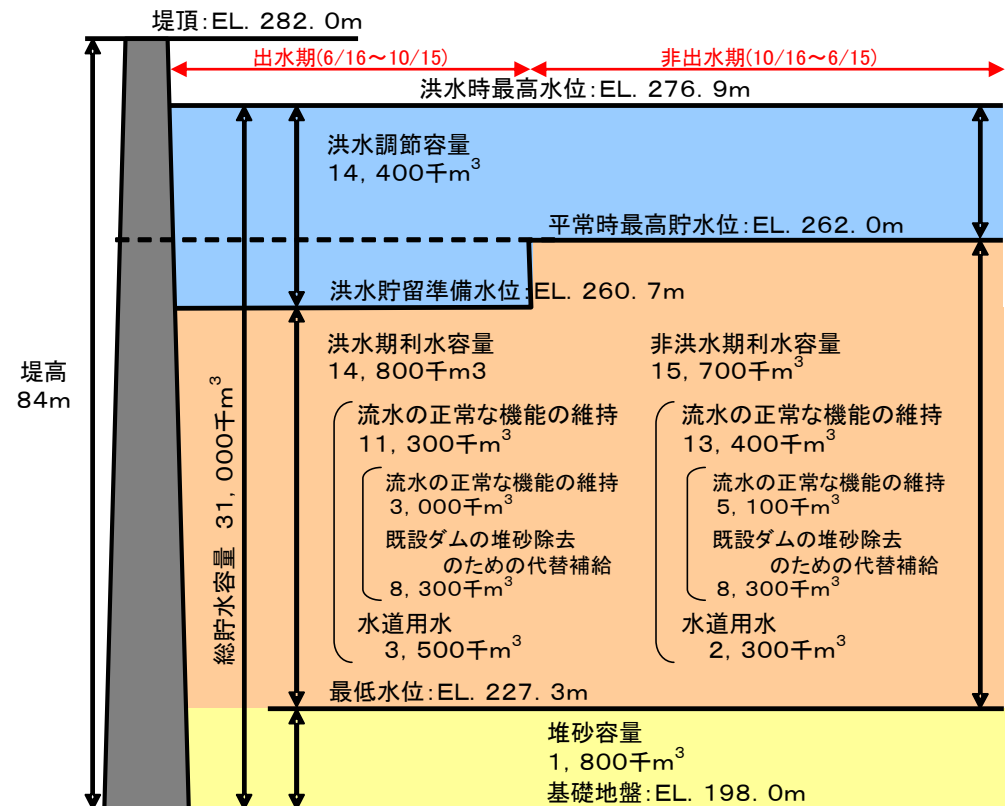 堤頂:EL. 282. 0m
出水期(6/16～10/15)
非出水期(10/16～6/15)
洪水時最高水位:EL. 276. 9m
洪水調節容量
14, 400千m³
平常時最高貯水位:EL. 262. 0m
洪水貯留準備水位:EL. 260. 7m
堤高
84m
総貯水容量 31, 000千m³
洪水期利水容量
14, 800千m3
流水の正常な機能の維持
11, 300千m³
流水の正常な機能の維持
3, 000千m³
既設ダムの堆砂除去
のための代替補給
8, 300千m³
水道用水
3, 500千m³
非洪水期利水容量
15, 700千m³
流水の正常な機能の維持
13, 400千m³
流水の正常な機能の維持
5, 100千m³
既設ダムの堆砂除去
のための代替補給
8, 300千m³
水道用水
2, 300千m³
最低水位:EL. 227. 3m
堆砂容量
1, 800千m³
基礎地盤:EL. 198. 0m